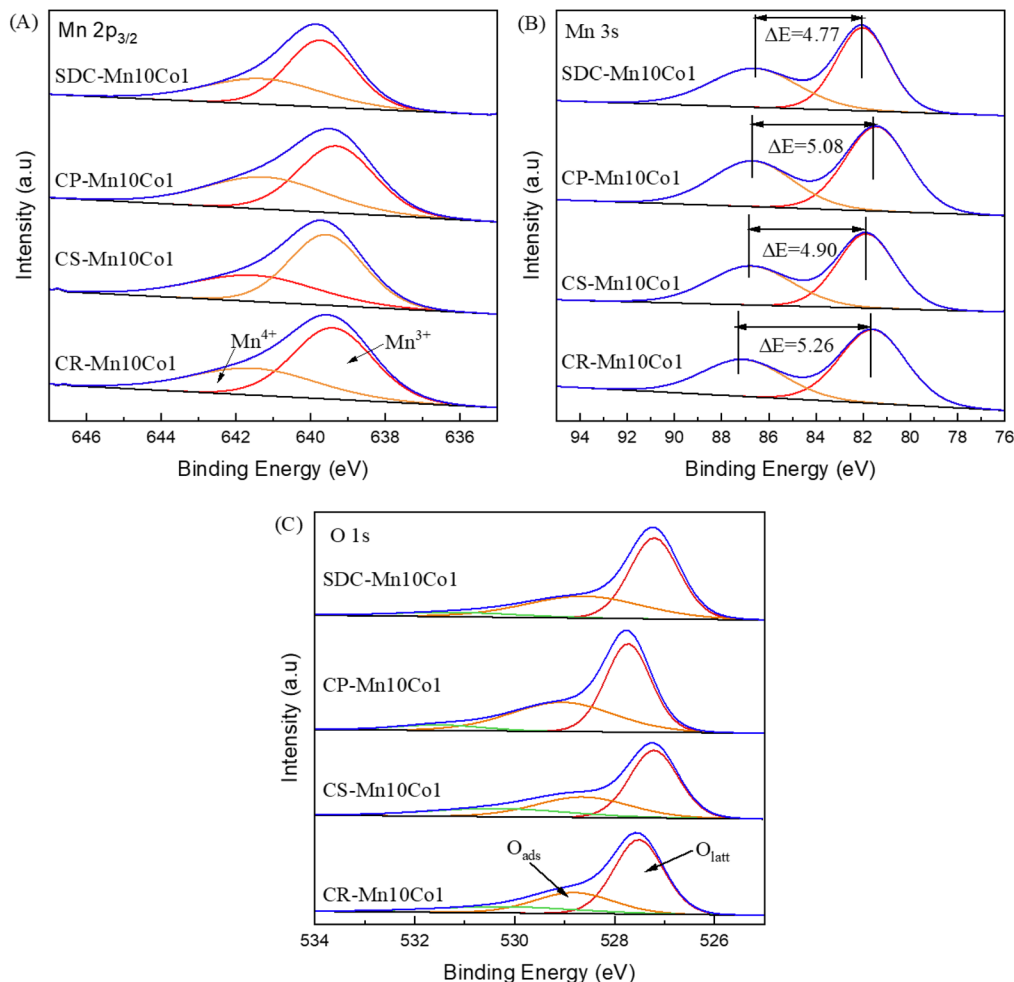 (A)
Mn 2p3/2
SDC-Mn10Co1
CP-Mn10Co1
CS-Mn10Co1
CR-Mn10Co1
Mn4+
Mn3+
Intensity (a.u)
646 644 642 640 638 636
Binding Energy (eV)
(B)
Mn 3s
ΔE=4.77
SDC-Mn10Co1
ΔE=5.08
CP-Mn10Co1
ΔE=4.90
CS-Mn10Co1
ΔE=5.26
CR-Mn10Co1
Intensity (a.u)
94 92 90 88 86 84 82 80 78 76
Binding Energy (eV)
(C)
O 1s
SDC-Mn10Co1
CP-Mn10Co1
CS-Mn10Co1
Oads
Olatt
CR-Mn10Co1
Intensity (a.u)
534 532 530 528 526
Binding Energy (eV)